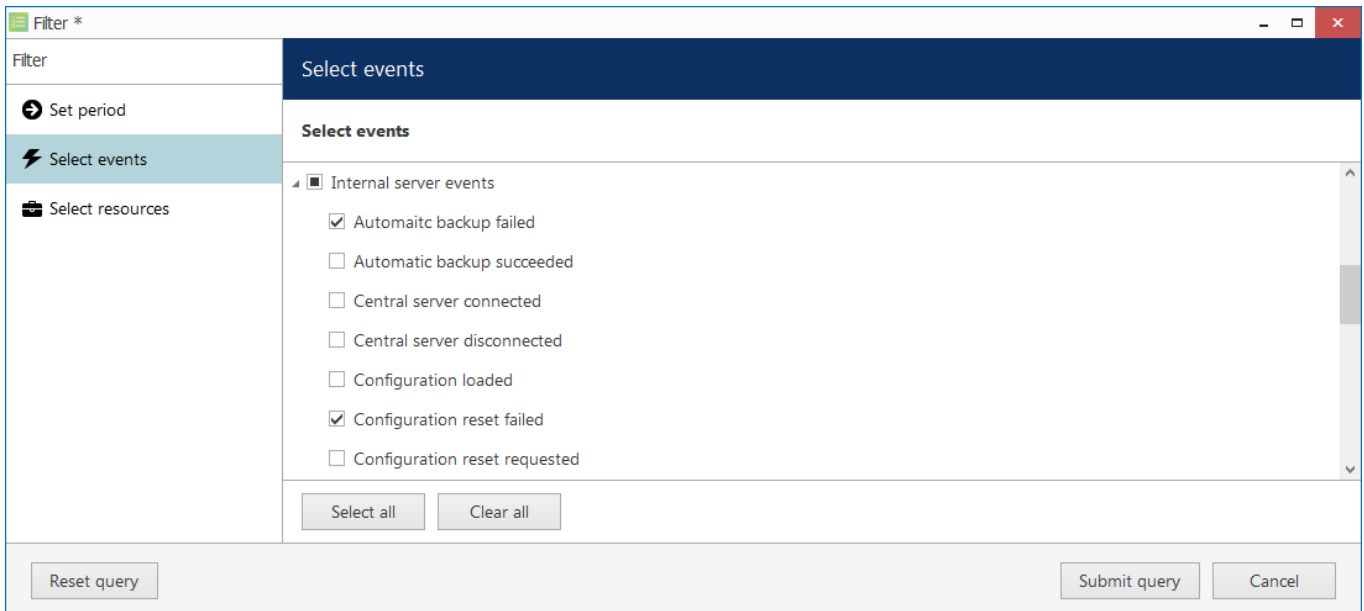 Filter *
Filter
Set period
Select events
Select resources
Select events
Select events
Internal server events
Automaitc backup failed
Automatic backup succeeded
Central server connected
Central server disconnected
Configuration loaded
Configuration reset failed
Configuration reset requested
Select all Clear all
Reset query Submit query Cancel